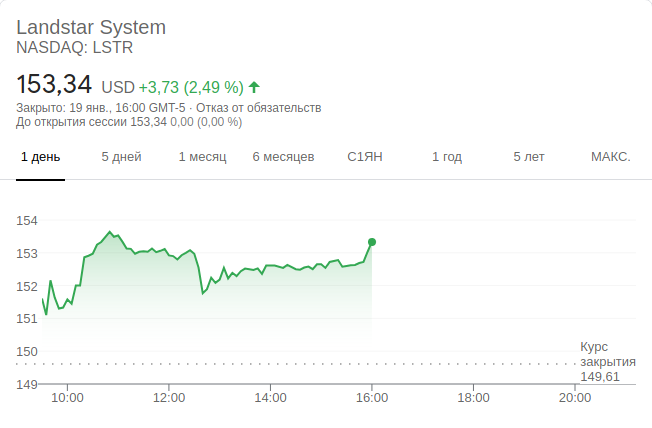 Landstar System
NASDAQ: LSTR
153,34 USD +3,73 (2,49 %)
Закрыто: 19 янв., 16:00 GMT-5 · Отказ от обязательств
До открытия сессии 153,34 0,00 (0,00 %)
1 день 5 дней 1 месяц 6 месяцев С1ЯН 1 год 5 лет МАКС.
154
153
152
151
150
149
Курс
закрытия
149,61
10:00 12:00 14:00 16:00 18:00 20:00